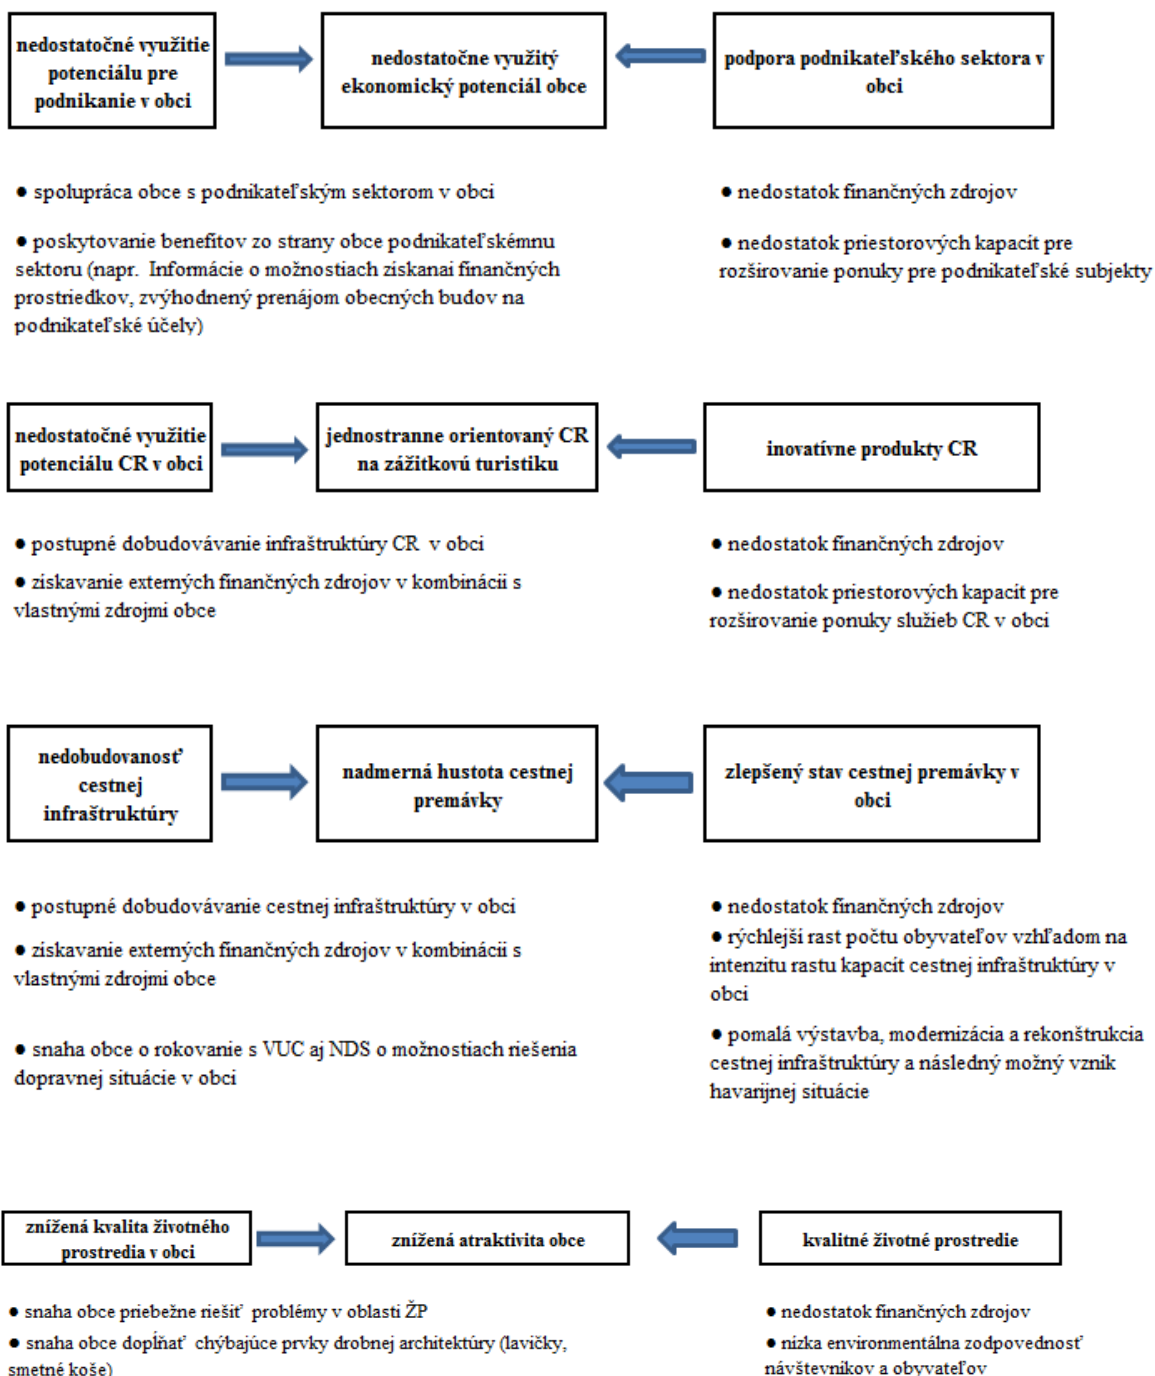 nedostatočné využitie
potenciálu pre
podnikanie v obci
nedostatočne využitý
ekonomický potenciál obce
podpora podnikateľského sektora v
obci
● spolupráca obce s podnikateľským sektorom v obci
● poskytovanie benefitov zo strany obce podnikateľskémnu
sektoru (napr.  Informácie o možnostiach získanai finančných
prostriedkov, zvýhodnený prenájom obecných budov na
podnikateľské účely)
● nedostatok finančných zdrojov
● nedostatok priestorových kapacít pre
rozširovanie ponuky pre podnikateľské subjekty
nedostatočné využitie
potenciálu CR v obci
jednostranne orientovaný CR
na zážitkovú turistiku
inovatívne produkty CR
● postupné dobudovávanie infraštruktúry CR  v obci
● získavanie externých finančných zdrojov v kombinácii s
vlastnými zdrojmi obce
● nedostatok finančných zdrojov
● nedostatok priestorových kapacít pre
rozširovanie ponuky služieb CR v obci
nedobudovanosť
cestnej
infraštruktúry
nadmerná hustota cestnej
premávky
zlepšený stav cestnej premávky v
obci
● postupné dobudovávanie cestnej infraštruktúry v obci
● získavanie externých finančných zdrojov v kombinácii s
vlastnými zdrojmi obce
● snaha obce o rokovanie s VUC aj NDS o možnostiach riešenia
dopravnej situácie v obci
● nedostatok finančných zdrojov
● rýchlejší rast počtu obyvateľov vzhľadom na
intenzitu rastu kapacít cestnej infraštruktúry v
obci
● pomalá výstavba, modernizácia a rekonštrukcia
cestnej infraštruktúry a následný možný vznik
havarijnej situácie
znížená kvalita životného
prostredia v obci
znížená atraktivita obce
kvalitné životné prostredie
● snaha obce priebežne riešiť  problémy v oblasti ŽP
● snaha obce dopĺňať  chýbajúce prvky drobnej architektúry (lavičky,
smetné koše)
● nedostatok finančných zdrojov
● nízka environmentálna zodpovednosť
návštevníkov a obyvateľov